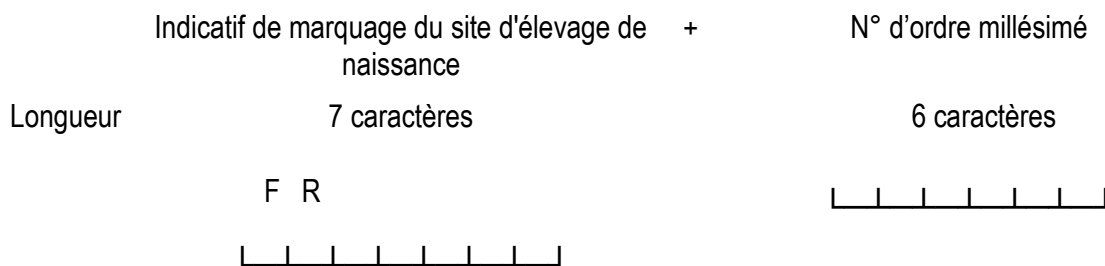 Indicatif de marquage du site d'élevage de naissance + N° d'ordre millésimé
Longueur 7 caractères 6 caractères
F R